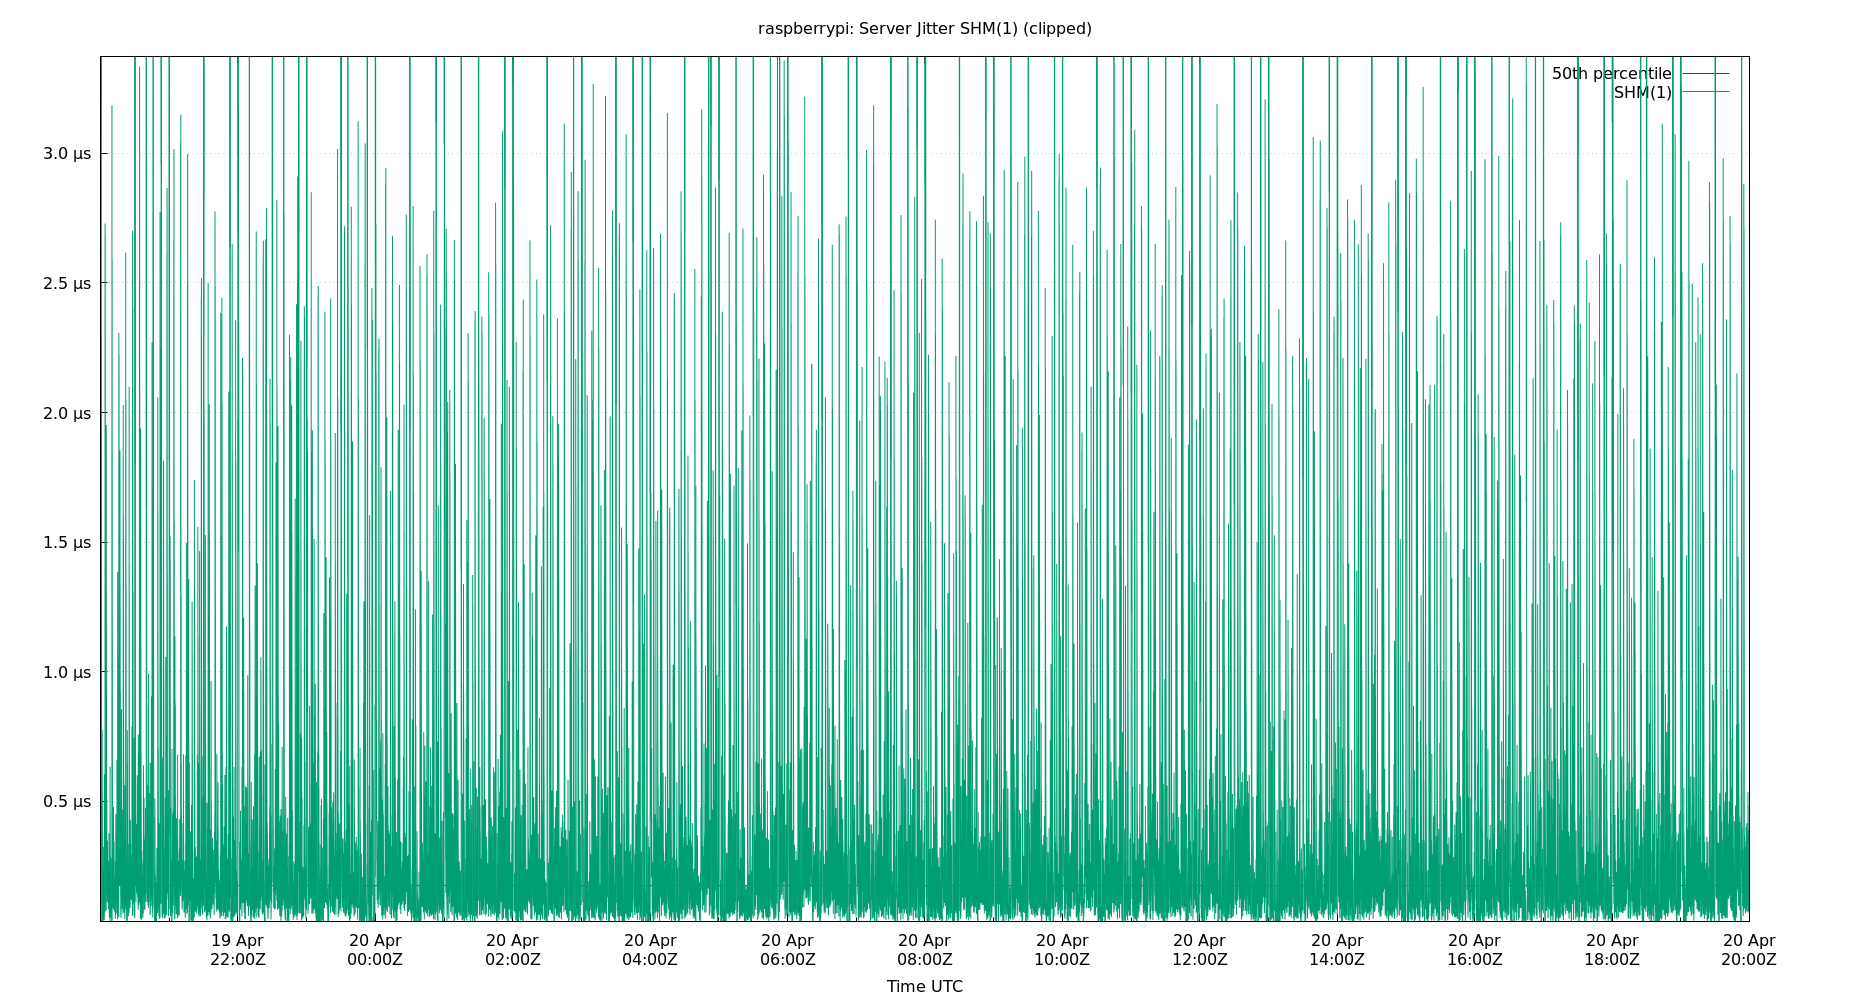 raspberrypi: Server Jitter SHM(1) (clipped)
50th percentile
SHM(1)
3.0 μs
2.5 μs
2.0 μs
1.5 μs
1.0 μs
0.5 μs
19 Apr 20 Apr 20 Apr 20 Apr 20 Apr 20 Apr 20 Apr 20 Apr 20 Apr 20 Apr 20 Apr 20 Apr
22:00Z 00:00Z 02:00Z 04:00Z 06:00Z 08:00Z 10:00Z 12:00Z 14:00Z 16:00Z 18:00Z 20:00Z
Time UTC